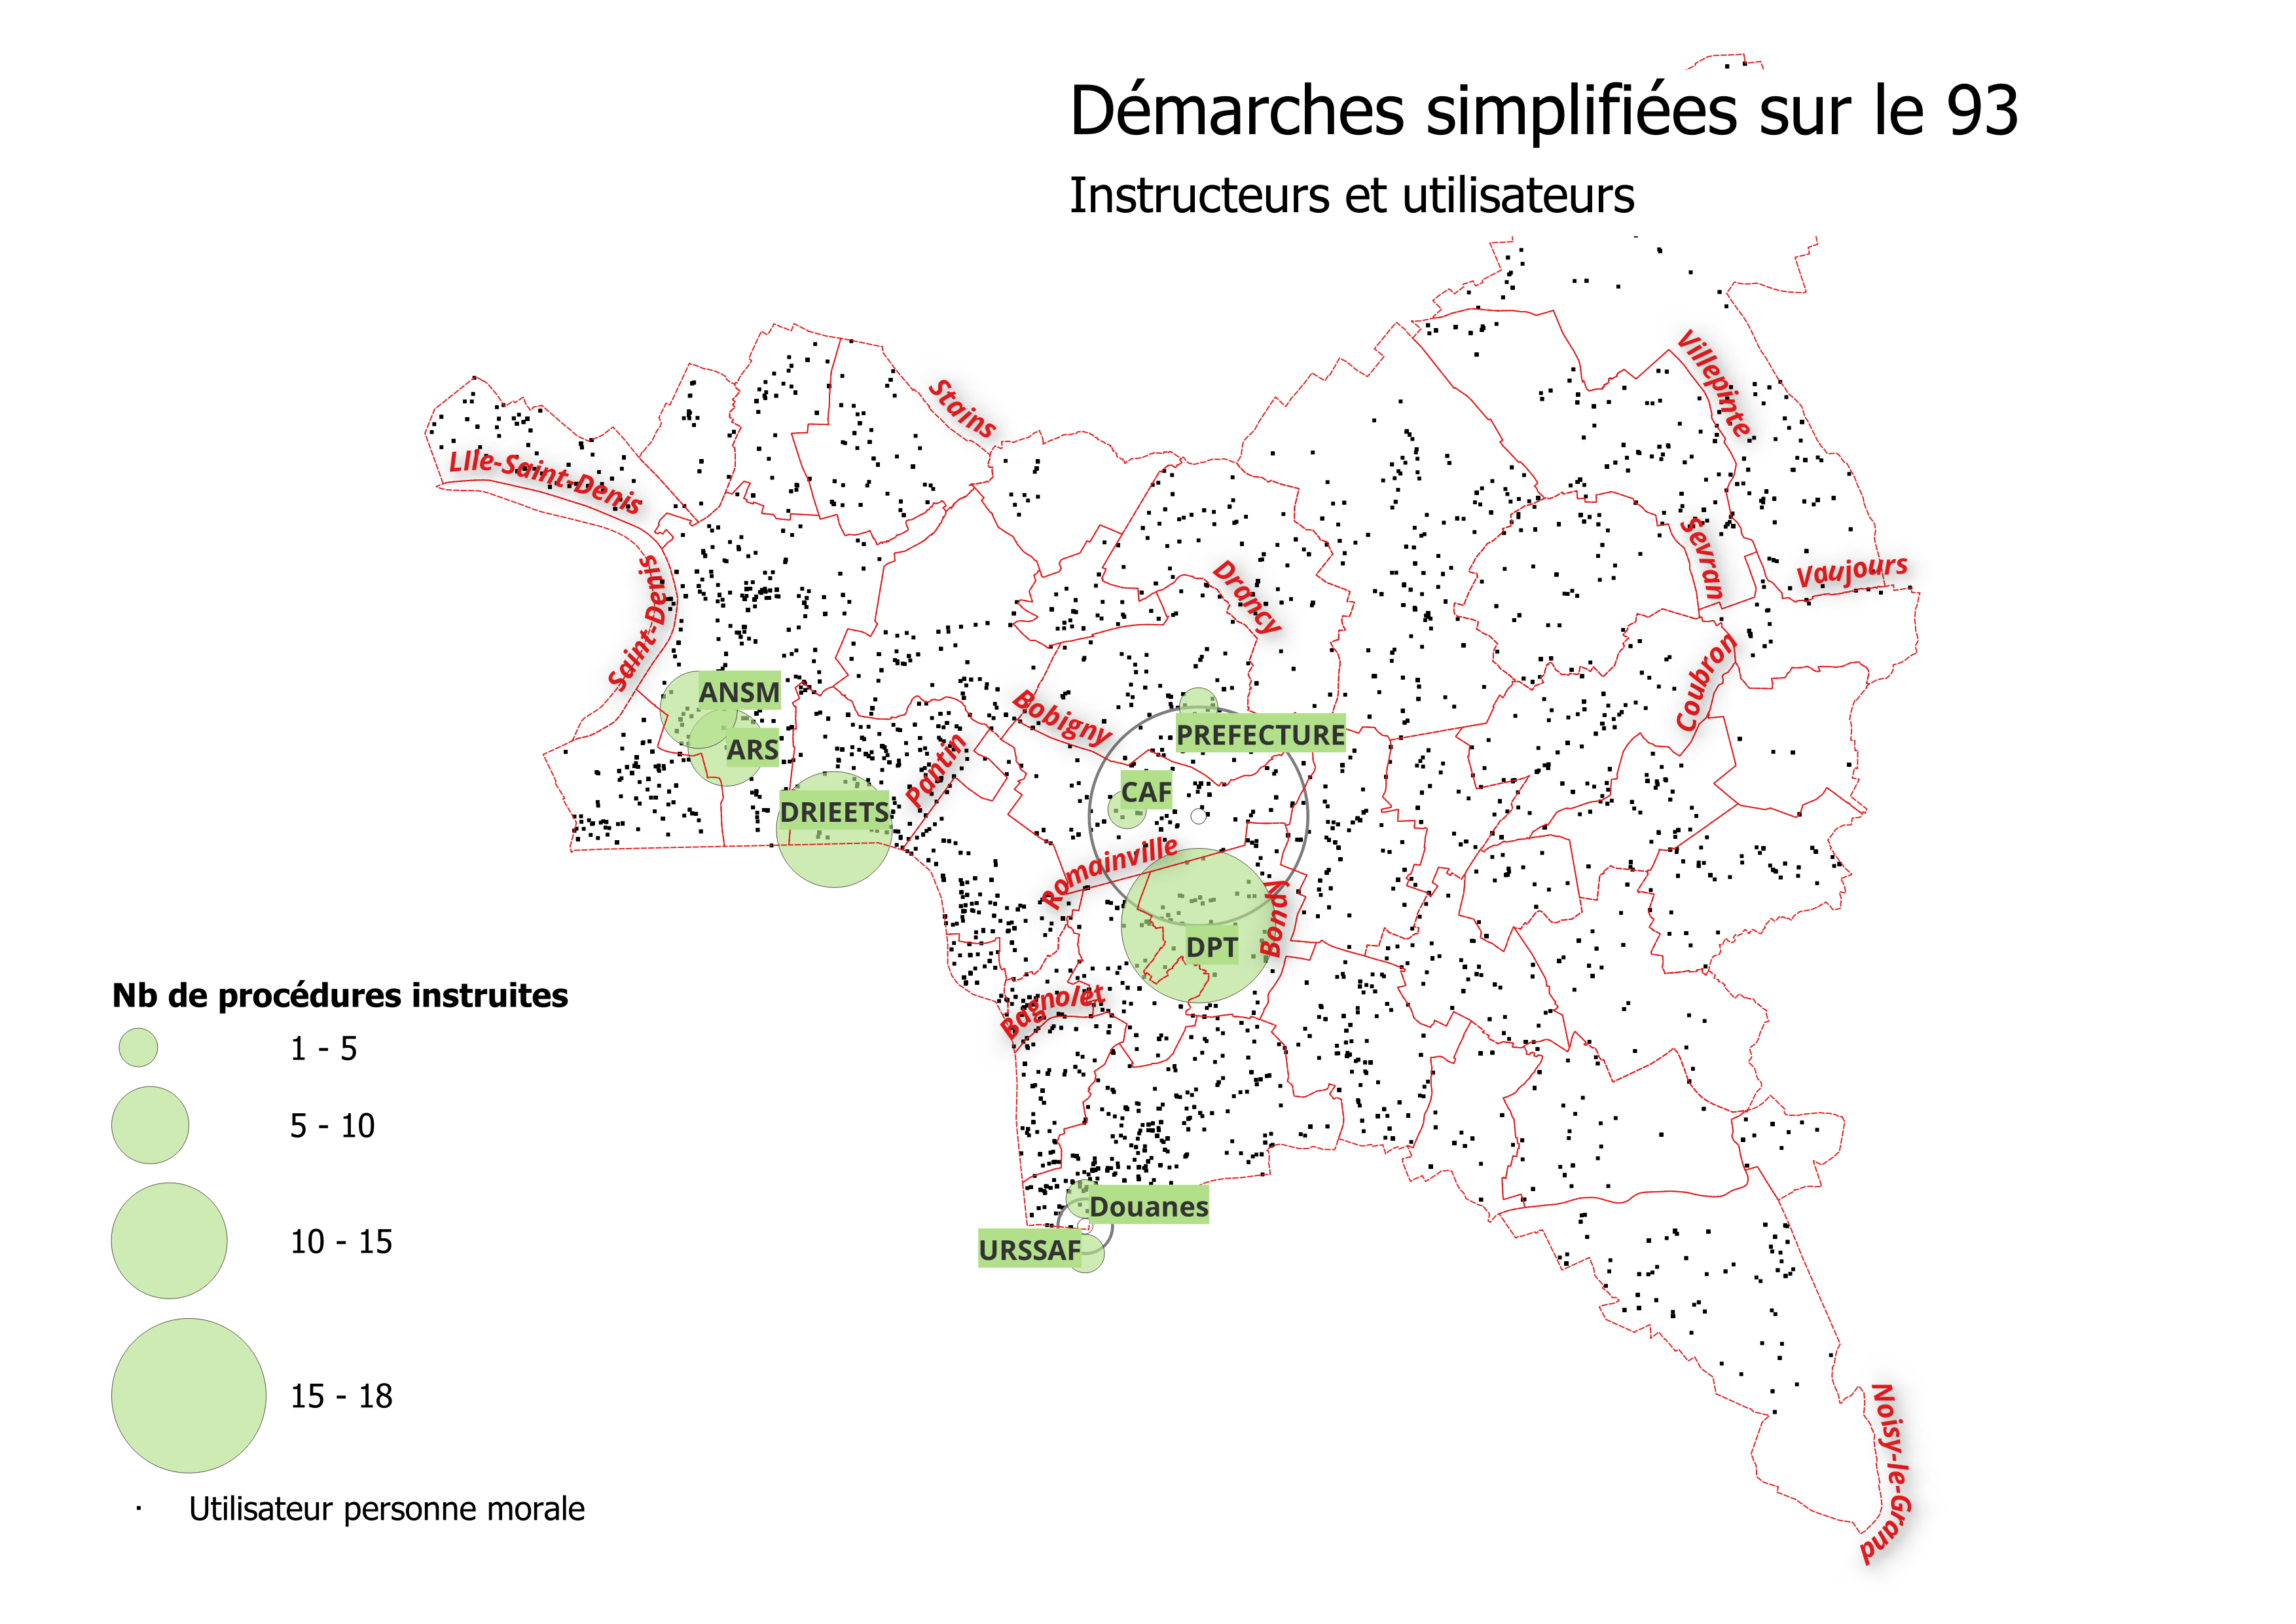 Démarches simplifiées sur le 93
Instructeurs et utilisateurs
Villepinte
Stains
LIle-Saint-Denis
Sevran
Vaujours
Saint-Denis
Drancy
Coubron
ANSM
Bobigny
PREFECTURE
ARS
Pantin
CAF
DRIEETS
Romainville
Bondy
DPT
Bagnolet
Nb de procédures instruites
1 - 5
5 - 10
10 - 15
15 - 18
Utilisateur personne morale
Douanes
URSSAF
Noisy-le-Grand